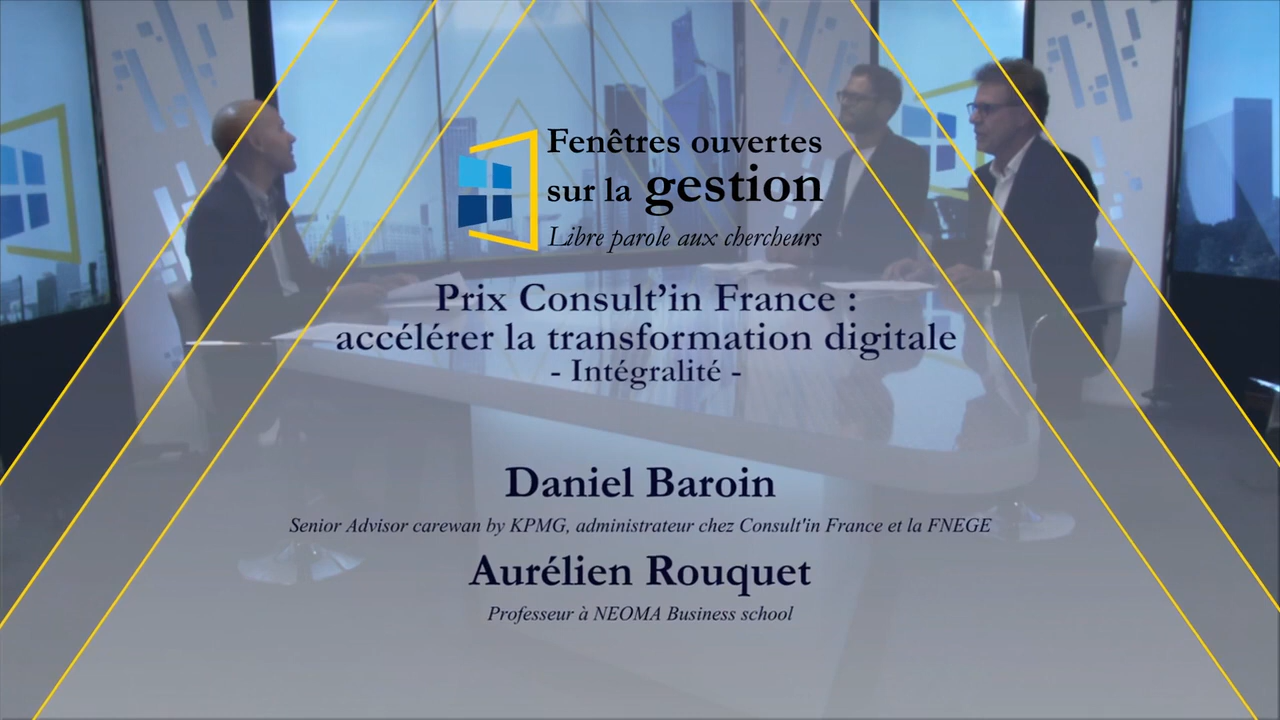 Fenêtres ouvertes
sur la gestion
Libre parole aux chercheurs
Prix Consult’in France :
accélérer la transformation digitale
- Intégralité -
Daniel Baroin
Senior Advisor carewan by KPMG, administrateur chez Consult'in France et la FNEGE
Aurélien Rouquet
Professeur à NEOMA Business school